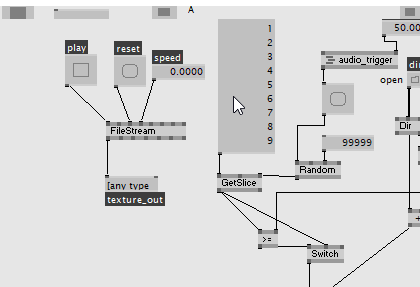 A
50.00
play
reset
speed
0.0000
1
2
3
4
5
6
7
8
9
audio_trigger
open
FileStream
Dir
99999
Random
[any type
texture_out
GetSlice
>=
Switch
+